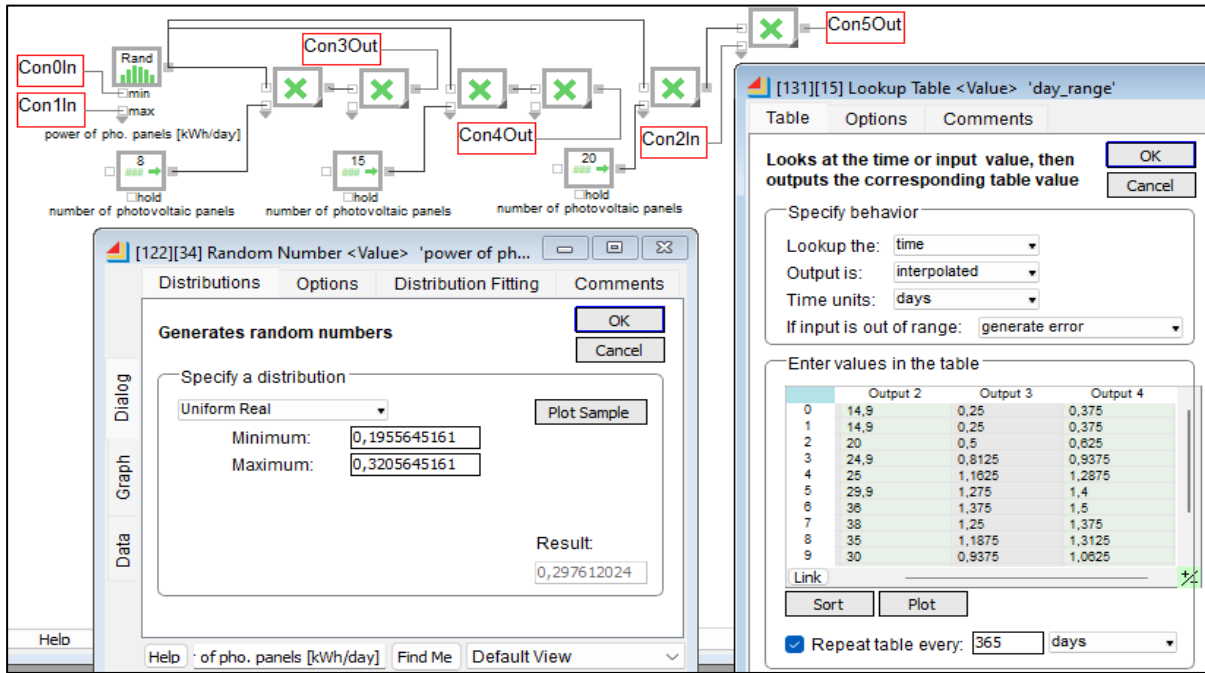 Con0In
Con1In
Rand
min
max
power of pho. panels [kWh/day]
Con3Out
Con4Out
Con2In
Con5Out
8
### 
hold
number of photovoltaic panels
15
###
hold
number of photovoltaic panels
20
###
hold
number of photovoltaic panels
[122][34] Random Number <Value> 'power of ph...
Distributions Options Distribution Fitting Comments
Generates random numbers
OK
Cancel
Specify a distribution
Uniform Real
Plot Sample
Minimum: 0,1955645161
Maximum: 0,3205645161
Result:
0,297612024
Dialog
Graph
Data
Help
Help r of pho. panels [kWh/day] Find Me Default View
[131][15] Lookup Table <Value> 'day_range'
Table Options Comments
Looks at the time or input value, then
outputs the corresponding table value
OK
Cancel
Specify behavior
Lookup the: time
Output is: interpolated
Time units: days
If input is out of range: generate error
Enter values in the table
Output 2 Output 3 Output 4
0 14,9 0,25 0,375
1 14,9 0,25 0,375
2 20 0,5 0,625
3 24,9 0,8125 0,9375
4 25 1,1625 1,2875
5 29,9 1,275 1,4
6 36 1,375 1,5
7 38 1,25 1,375
8 35 1,1875 1,3125
9 30 0,9375 1,0625
Link
Sort Plot
Repeat table every: 365 days